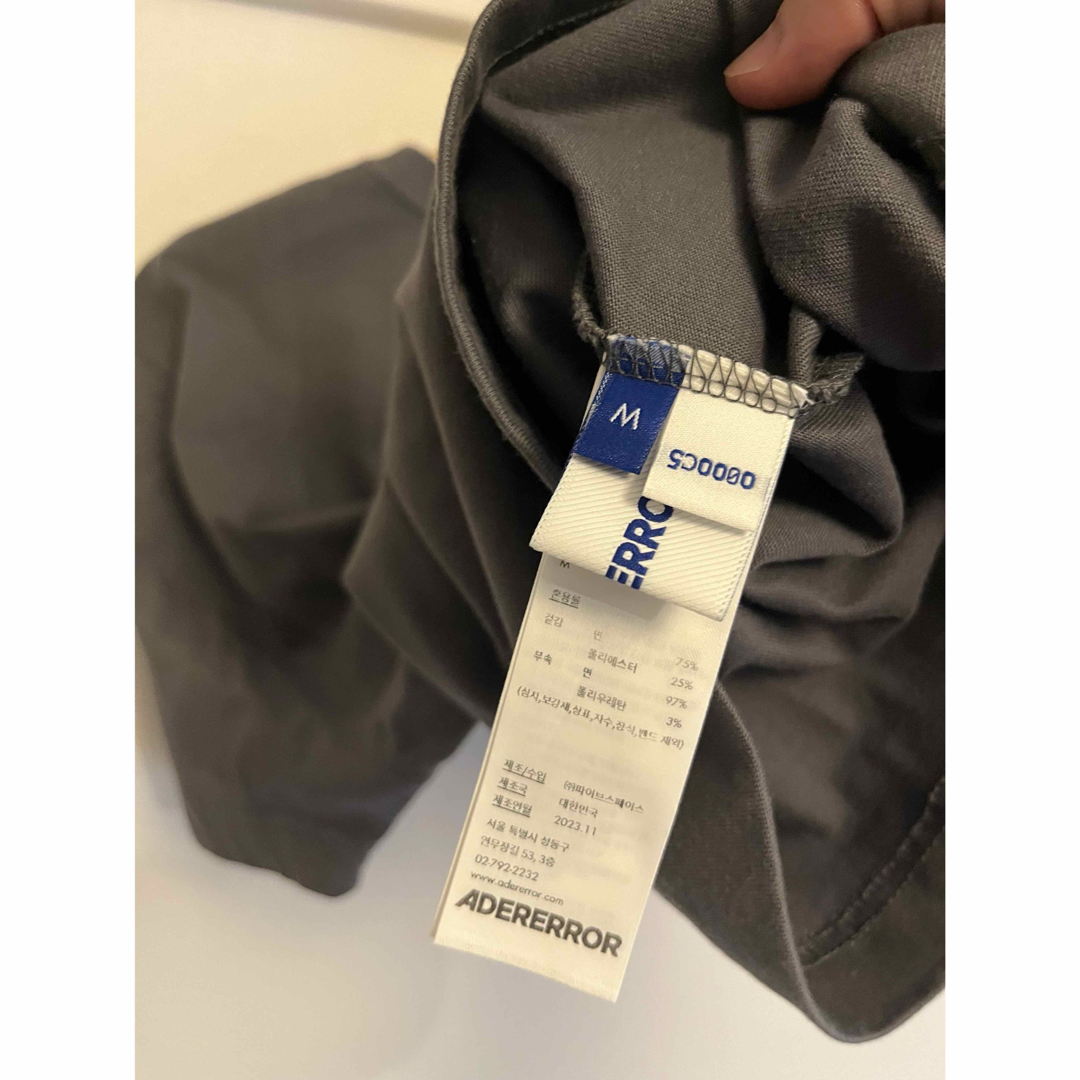 M
0000C5
ERRO
M
혼용률
겉감 면 75%
폴리에스터 25%
부속 면 97%
폴리우레탄 3%
(심지,보강재,상표,자수,장식,밴드 제외)
제조/수입 ㈜파이브스페이스
제조국 대한민국
제조연월 2023.11
서울 특별시 성동구
연무장길 53, 3층
02-792-2232
www.adererror.com
ADERERROR